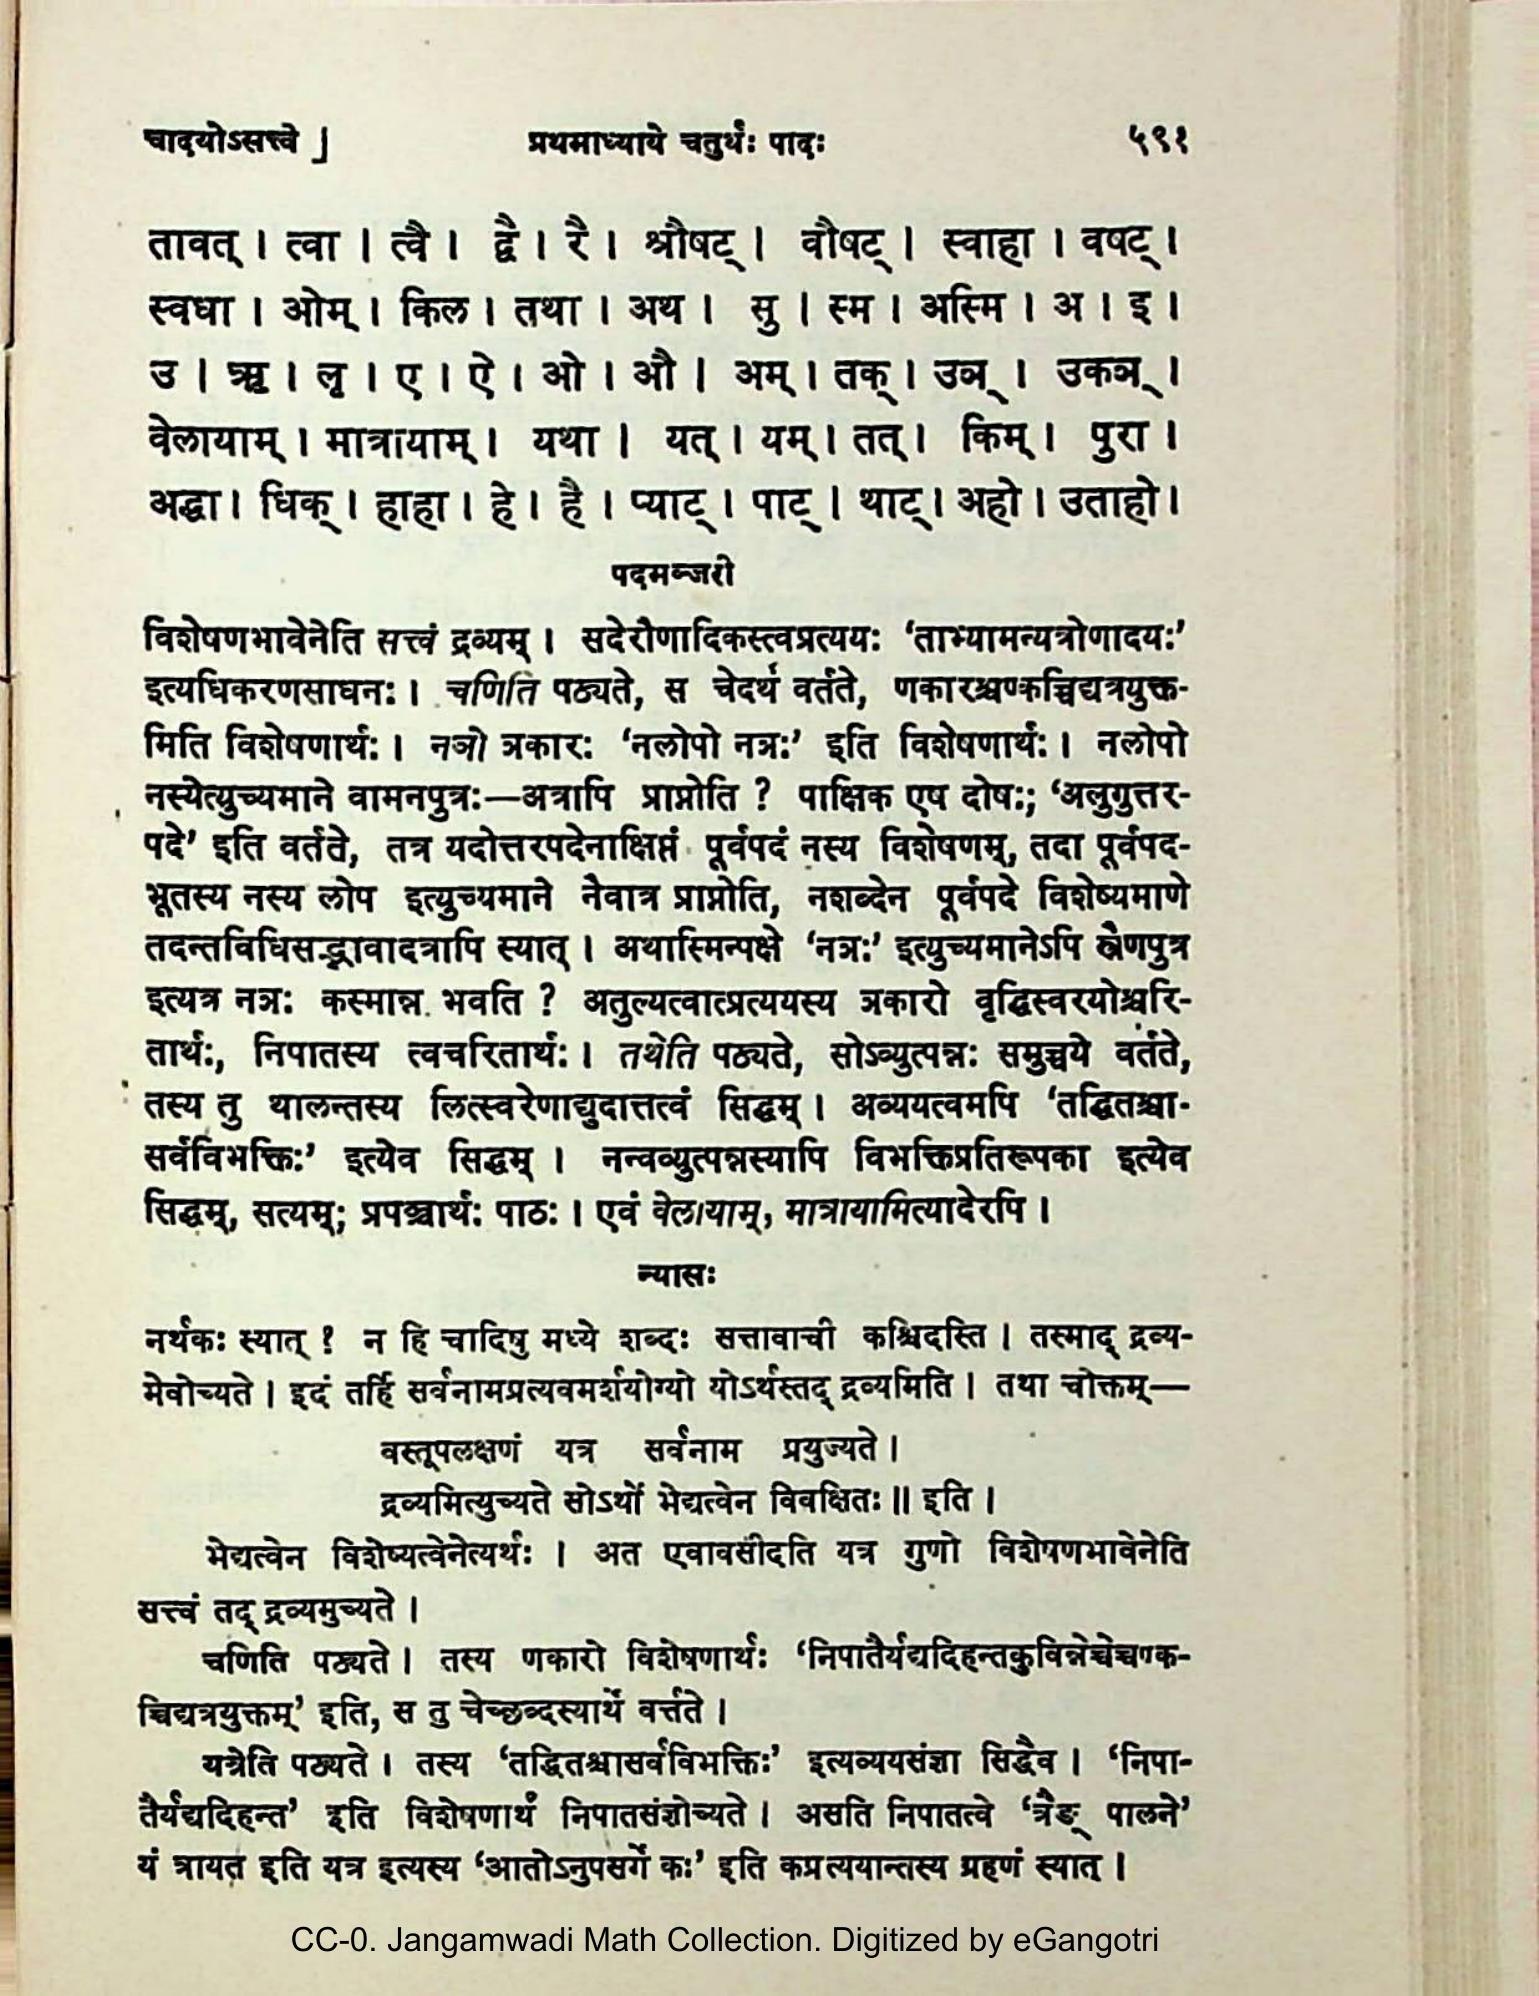 चादयोऽसत्त्वे ] प्रथमाध्याये चतुर्थः पादः ५९१
तावत् । त्वा । त्वै । द्वै । रै । श्रौषट् । वौषट् । स्वाहा । वषट् ।
स्वधा । ओम् । किल । तथा । अथ । सु । स्म । अस्मि । अ । इ ।
उ । ऋ । लृ । ए । ऐ । ओ । औ । अम् । तक् । उञ् । उकञ् ।
वेलायाम् । मात्रायाम् । यथा । यत् । यम् । तत् । किम् । पुरा ।
अद्धा । धिक् । हाहा । हे । है । प्याट् । पाट् । थाट् । अहो । उताहो ।
पदमञ्जरी
विशेषणभावेनेति सत्त्वं द्रव्यम् । सदेरौणादिकस्त्वप्रत्ययः ‘ताभ्यामन्यत्रोणादयः’
इत्यधिकरणसाधनः । चणिति पठ्यते, स चेदर्थे वर्तते, णकारश्चण्कच्चिद्यत्रयुक्त-
मिति विशेषणार्थः । नञो ञकारः ‘नलोपो नञः’ इति विशेषणार्थः । नलोपो
नस्येत्युच्यमाने वामनपुत्रः—अत्रापि प्राप्नोति ? पाक्षिक एष दोषः; ‘अलुगुत्तर-
पदे’ इति वर्तते, तत्र यदोत्तरपदेनाक्षिप्तं पूर्वपदं नस्य विशेषणम्, तदा पूर्वपद-
भूतस्य नस्य लोप इत्युच्यमाने नैवात्र प्राप्नोति, नशब्देन पूर्वपदे विशेष्यमाणे
तदन्तविधिसद्भावादत्रापि स्यात् । अथास्मिन्पक्षे ‘नञः’ इत्युच्यमानेऽपि स्त्रैणपुत्र
इत्यत्र नञः कस्मान्न भवति ? अतुल्यत्वात्प्रत्ययस्य ञकारो वृद्धिस्वरयोश्चरि-
तार्थः, निपातस्य त्वचरितार्थः । तथेति पठ्यते, सोऽव्युत्पन्नः समुच्चये वर्तते,
तस्य तु थालन्तस्य लित्स्वरेणाद्युदात्तत्वं सिद्धम् । अव्ययत्वमपि ‘तद्धितश्चा-
सर्वविभक्तिः’ इत्येव सिद्धम् । नन्वव्युत्पन्नस्यापि विभक्तिप्रतिरूपका इत्येव
सिद्धम्, सत्यम्; प्रपञ्चार्थः पाठः । एवं वेलायाम्, मात्रायामित्यादेरपि ।
न्यासः
नर्थकः स्यात् ? न हि चादिषु मध्ये शब्दः सत्तावाची कश्चिदस्ति । तस्माद् द्रव्य-
मेवोच्यते । इदं तर्हि सर्वनामप्रत्यवमर्शयोग्यो योऽर्थस्तद् द्रव्यमिति । तथा चोक्तम्—
वस्तूपलक्षणं यत्र सर्वनाम प्रयुज्यते ।
द्रव्यमित्युच्यते सोऽर्थो भेद्यत्वेन विवक्षितः ॥ इति ।
भेद्यत्वेन विशेष्यत्वेनेत्यर्थः । अत एवावसीदति यत्र गुणो विशेषणभावेनेति
सत्त्वं तद् द्रव्यमुच्यते ।
चणिति पठ्यते । तस्य णकारो विशेषणार्थः ‘निपातैर्यद्यदिहन्तकुविन्नेच्चेच्चण्क-
च्चिद्यत्रयुक्तम्’ इति, स तु चेच्छब्दस्यार्थे वर्त्तते ।
यत्रेति पठ्यते । तस्य ‘तद्धितश्चासर्वविभक्तिः’ इत्यव्ययसंज्ञा सिद्धैव । ‘निपा-
तैर्यद्यदिहन्त’ इति विशेषणार्थं निपातसंज्ञोच्यते । असति निपातत्वे ‘त्रैङ् पालने’
यं त्रायत इति यत्र इत्यस्य ‘आतोऽनुपसर्गे कः’ इति कप्रत्ययान्तस्य ग्रहणं स्यात् ।
CC-0. Jangamwadi Math Collection. Digitized by eGangotri